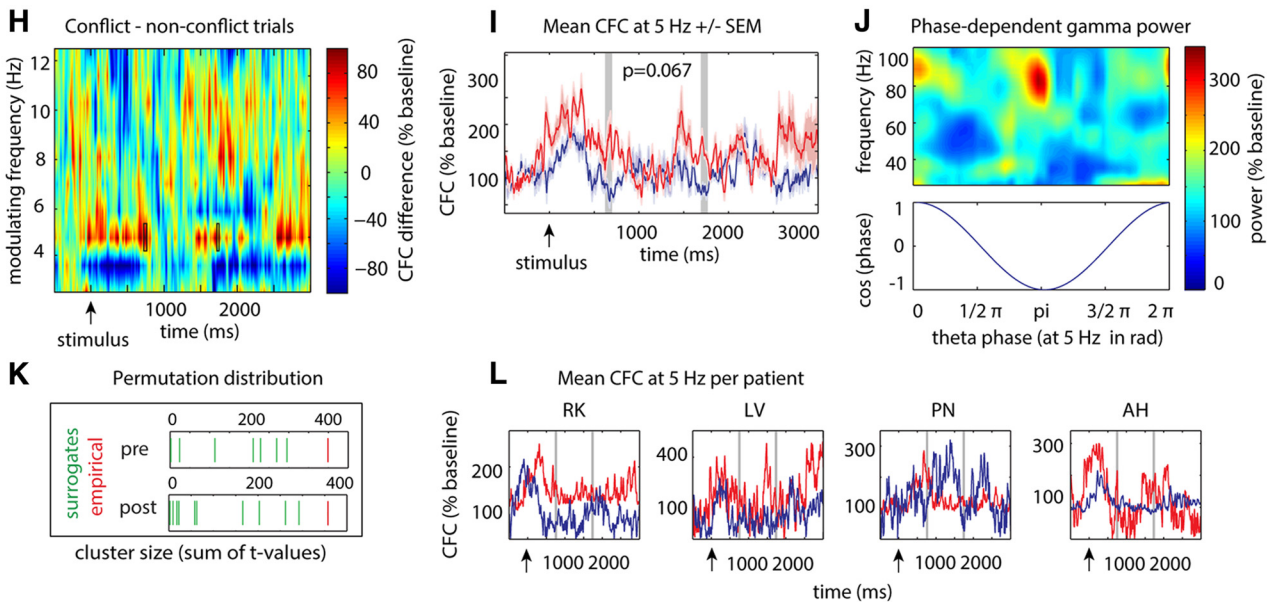 H Conflict - non-conflict trials
12
10
8
6
4
modulating frequency (Hz)
1000 2000
time (ms)
stimulus
80
40
0
−40
−80
CFC difference (% baseline)
I Mean CFC at 5 Hz +/- SEM
p=0.067
300
200
100
CFC (% baseline)
1000 2000 3000
time (ms)
stimulus
J Phase-dependent gamma power
100
80
60
40
frequency (Hz)
1
0
-1
cos (phase)
0 1/2 π pi 3/2 π 2 π
theta phase (at 5 Hz in rad)
300
200
100
0
power (% baseline)
K
Permutation distribution
surrogates
empirical
0 200 400
pre
0 200 400
post
cluster size (sum of t-values)
L Mean CFC at 5 Hz per patient
RK LV PN AH
CFC (% baseline)
200
100
400
100
300
100
300
100
1000 2000 1000 2000 1000 2000 1000 2000
time (ms)